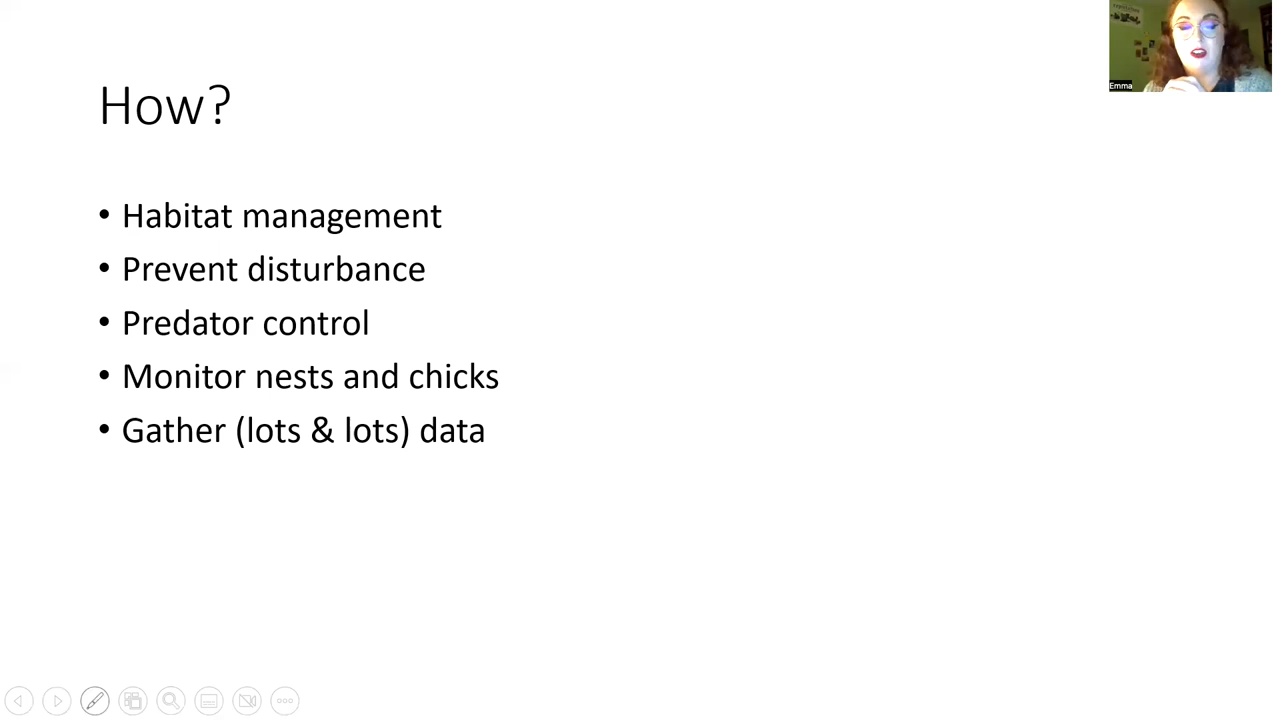 How?
• Habitat management
• Prevent disturbance
• Predator control
• Monitor nests and chicks
• Gather (lots & lots) data
Emma